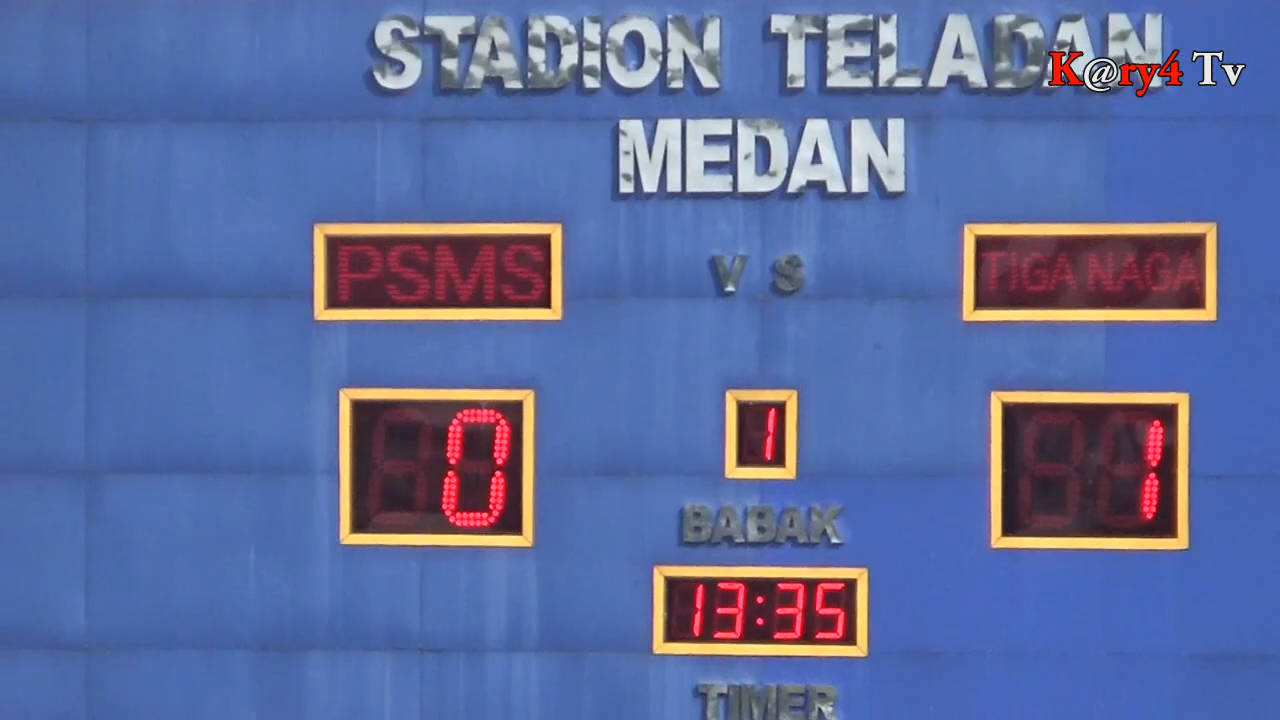 STADION TELADAN
K@ry4 Tv
MEDAN
PSMS
VS
TIGA NAGA
0
1
1
BABAK
13:35
TIMER